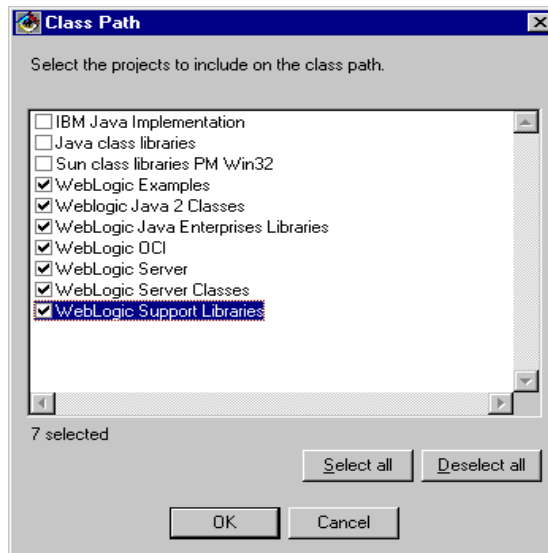 Class Path
Select the projects to include on the class path.
IBM Java Implementation
Java class libraries
Sun class libraries PM Win32
WebLogic Examples
Weblogic Java 2 Classes
WebLogic Java Enterprises Libraries
WebLogic OCI
WebLogic Server
WebLogic Server Classes
WebLogic Support Libraries
7 selected
Select all
Deselect all
OK
Cancel